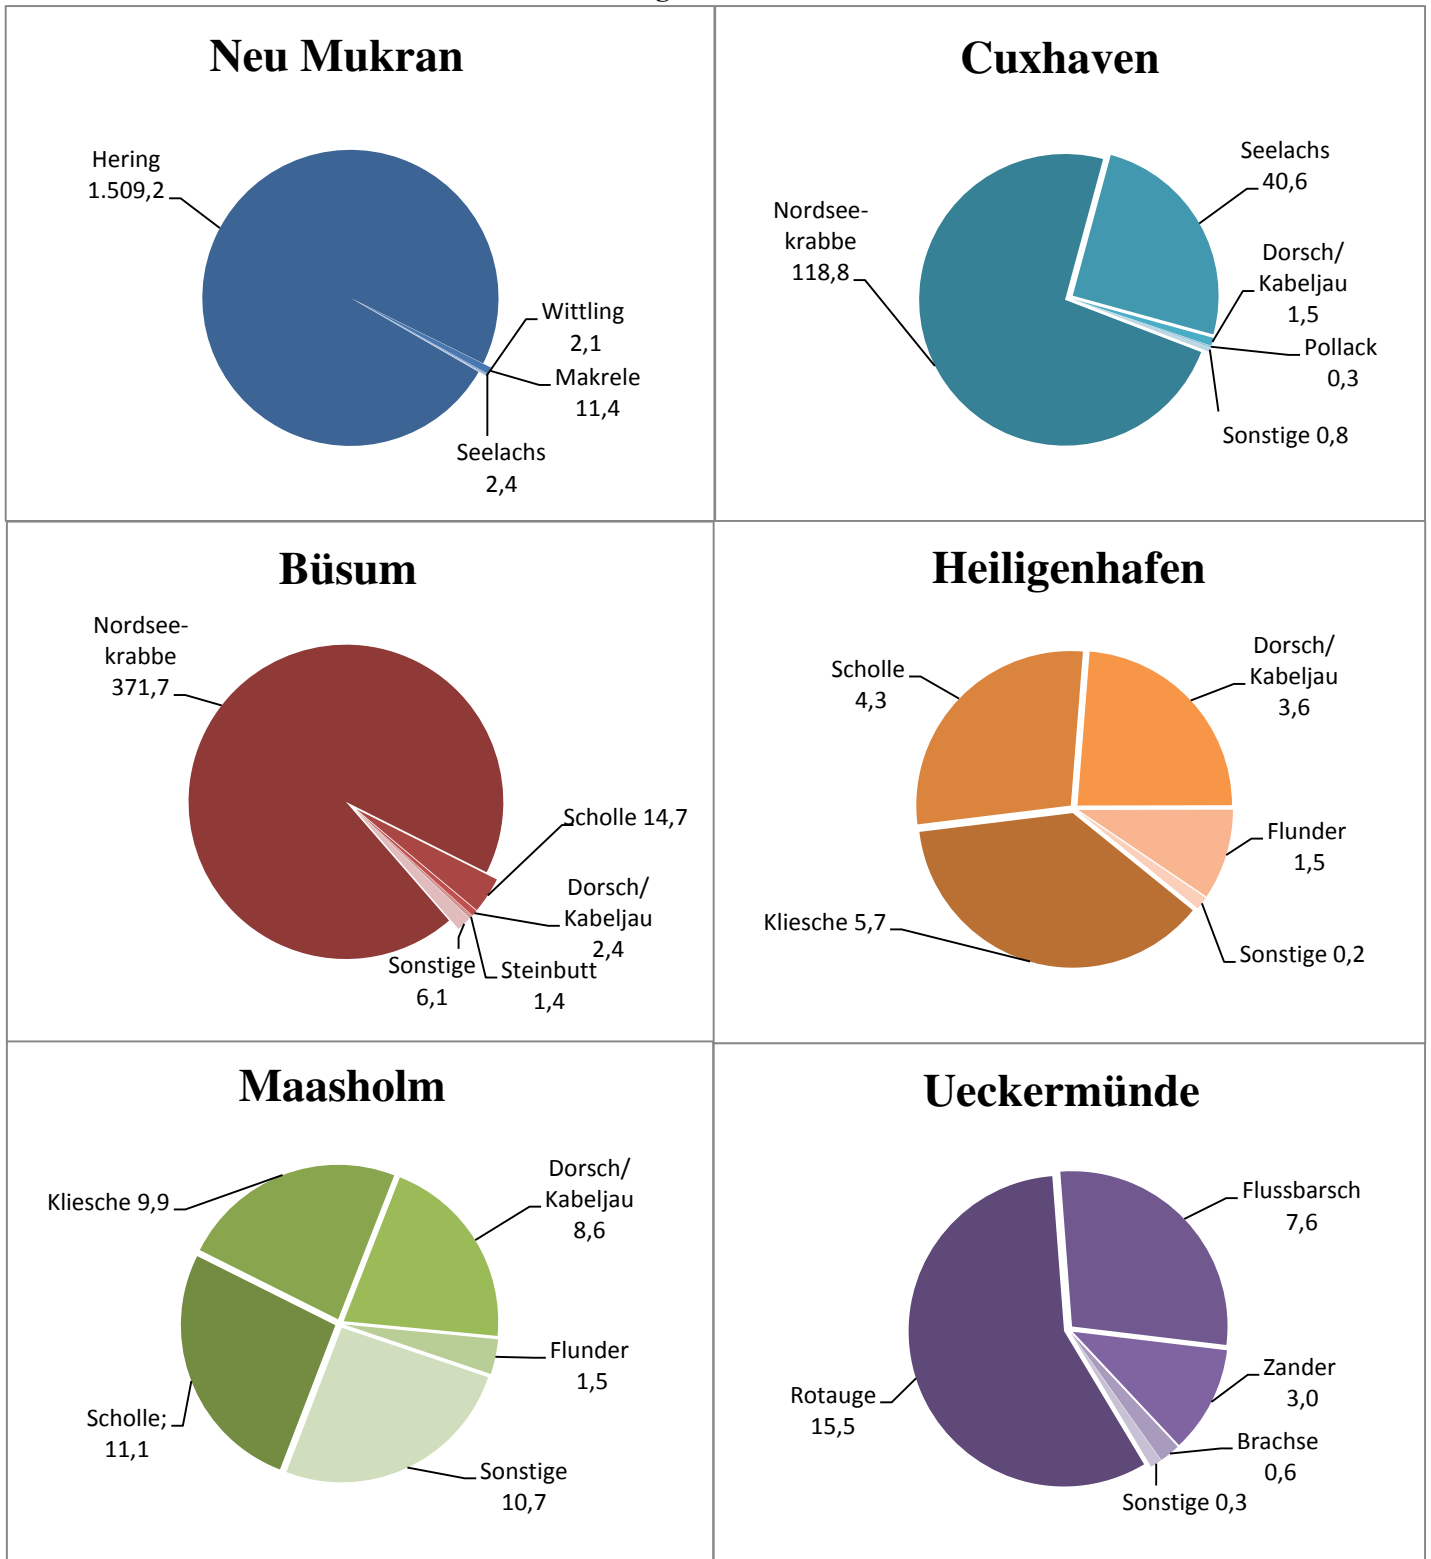 Neu Mukran
Hering
1.509,2
Wittling
2,1
Makrele
11,4
Seelachs
2,4
Cuxhaven
Seelachs
40,6
Nordsee-
krabbe
118,8
Dorsch/
Kabeljau
1,5
Pollack
0,3
Sonstige 0,8
Büsum
Nordsee-
krabbe
371,7
Scholle 14,7
Dorsch/
Kabeljau
2,4
Steinbutt
1,4
Sonstige
6,1
Heiligenhafen
Scholle
4,3
Dorsch/
Kabeljau
3,6
Flunder
1,5
Kliesche 5,7
Sonstige 0,2
Maasholm
Kliesche 9,9
Dorsch/
Kabeljau
8,6
Flunder
1,5
Scholle;
11,1
Sonstige
10,7
Ueckermünde
Flussbarsch
7,6
Zander
3,0
Rotauge
15,5
Brachse
0,6
Sonstige 0,3